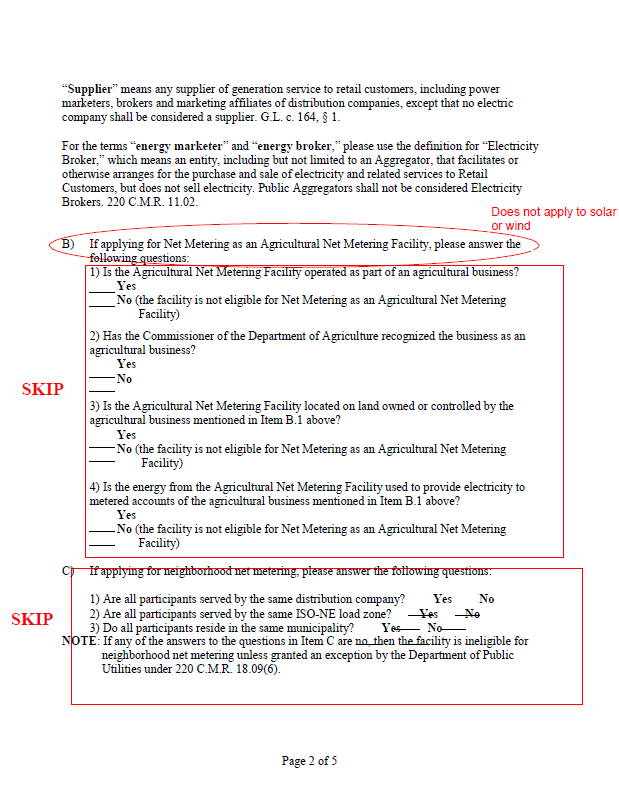 “Supplier” means any supplier of generation service to retail customers, including power
marketers, brokers and marketing affiliates of distribution companies, except that no electric
company shall be considered a supplier. G.L. c. 164, § 1.
For the terms “energy marketer” and “energy broker,” please use the definition for “Electricity
Broker,” which means an entity, including but not limited to an Aggregator, that facilitates or
otherwise arranges for the purchase and sale of electricity and related services to Retail
Customers, but does not sell electricity. Public Aggregators shall not be considered Electricity
Brokers. 220 C.M.R. 11.02.
Does not apply to solar
or wind
B) If applying for Net Metering as an Agricultural Net Metering Facility, please answer the
following questions:
1) Is the Agricultural Net Metering Facility operated as part of an agricultural business?
Yes
No (the facility is not eligible for Net Metering as an Agricultural Net Metering
Facility)
2) Has the Commissioner of the Department of Agriculture recognized the business as an
agricultural business?
Yes
No
SKIP
3) Is the Agricultural Net Metering Facility located on land owned or controlled by the
agricultural business mentioned in Item B.1 above?
Yes
No (the facility is not eligible for Net Metering as an Agricultural Net Metering
Facility)
4) Is the energy from the Agricultural Net Metering Facility used to provide electricity to
metered accounts of the agricultural business mentioned in Item B.1 above?
Yes
No (the facility is not eligible for Net Metering as an Agricultural Net Metering
Facility)
C) If applying for neighborhood net metering, please answer the following questions:
1) Are all participants served by the same distribution company? Yes No
2) Are all participants served by the same ISO-NE load zone? Yes No
SKIP
3) Do all participants reside in the same municipality? Yes No
NOTE: If any of the answers to the questions in Item C are no, then the facility is ineligible for
neighborhood net metering unless granted an exception by the Department of Public
Utilities under 220 C.M.R. 18.09(6).
Page 2 of 5